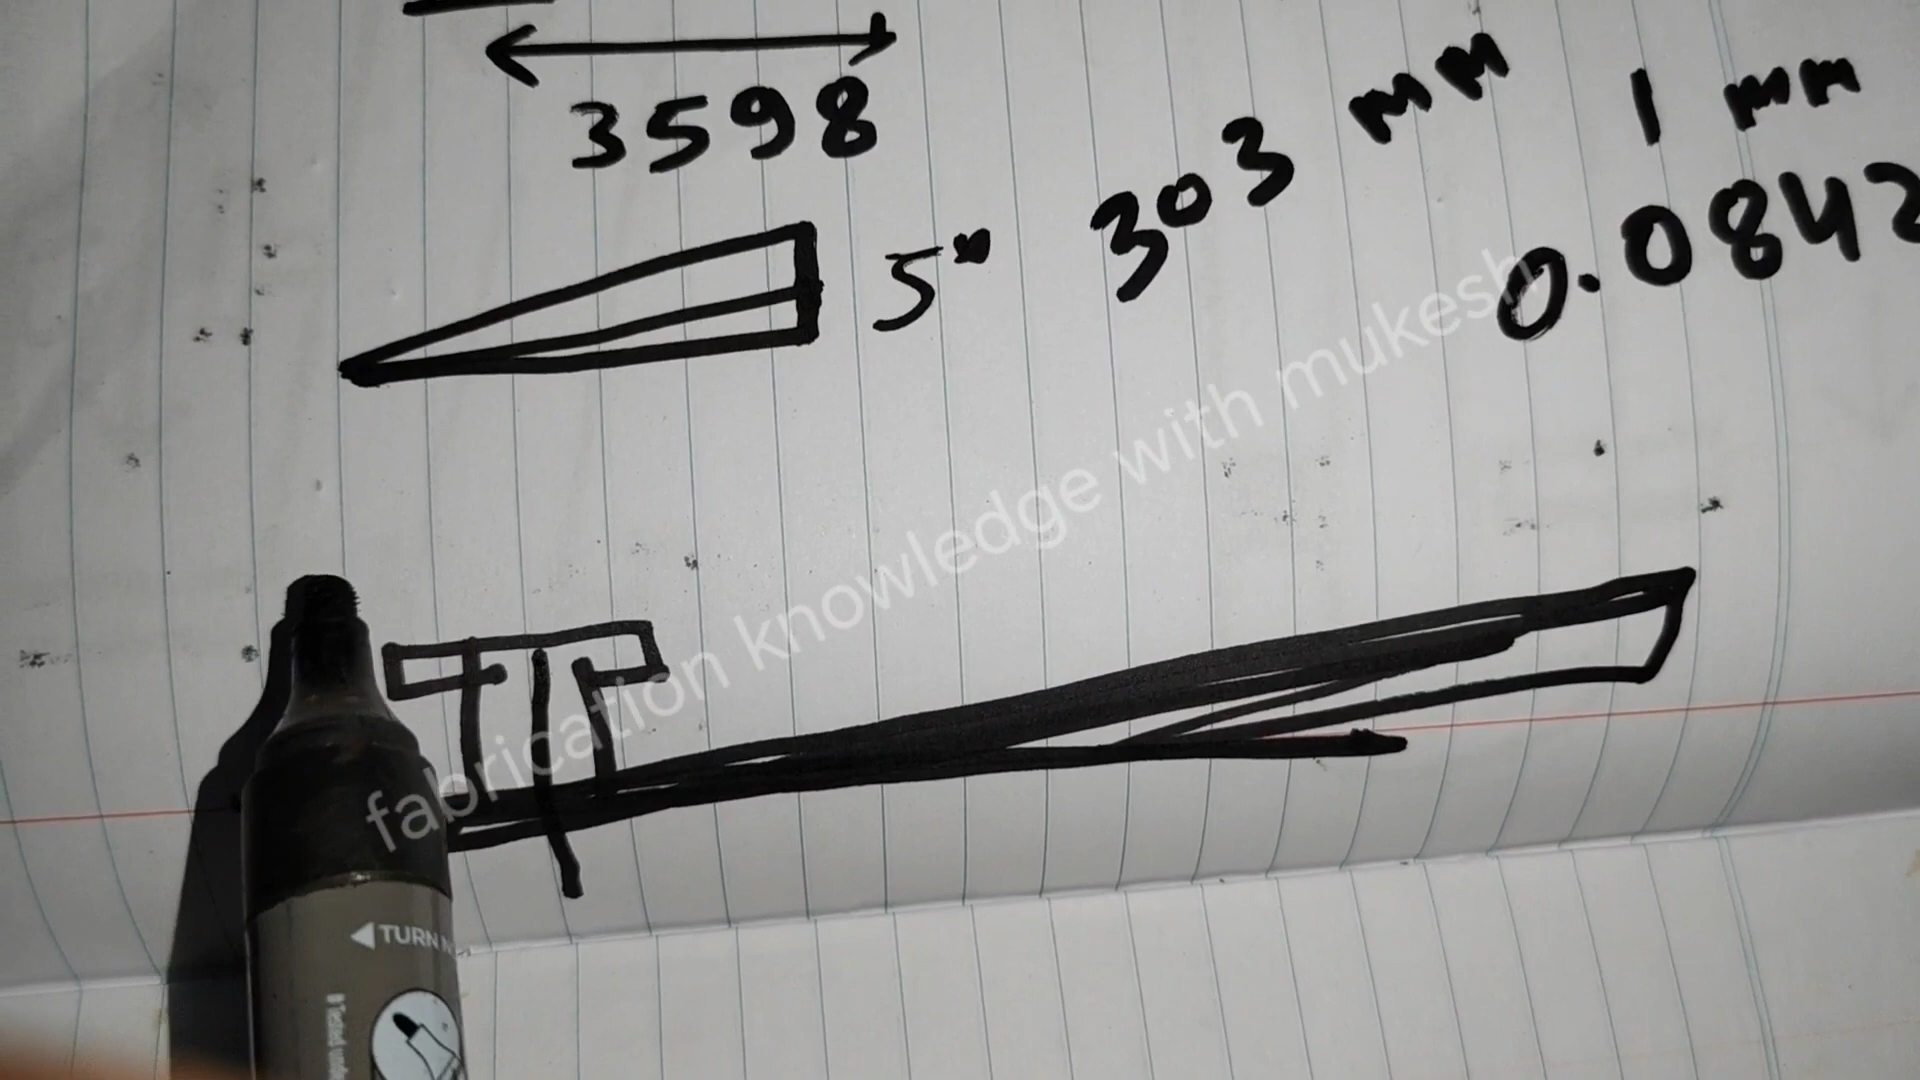 3598
303 mm
1 mm
5"
0.0842
fabrication knowledge with mukesh
TURN